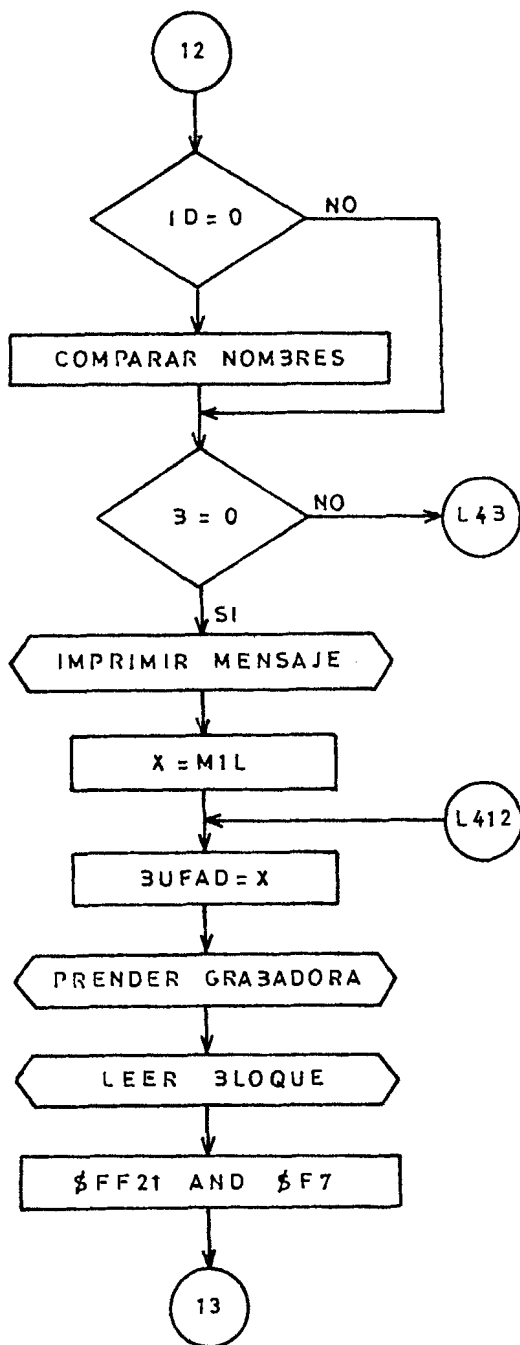 12
ID = 0
NO
COMPARAR NOMBRES
B = 0
NO
L43
SI
IMPRIMIR MENSAJE
X = M1L
L412
BUFAD = X
PRENDER GRABADORA
LEER BLOQUE
$FF21 AND $F7
13